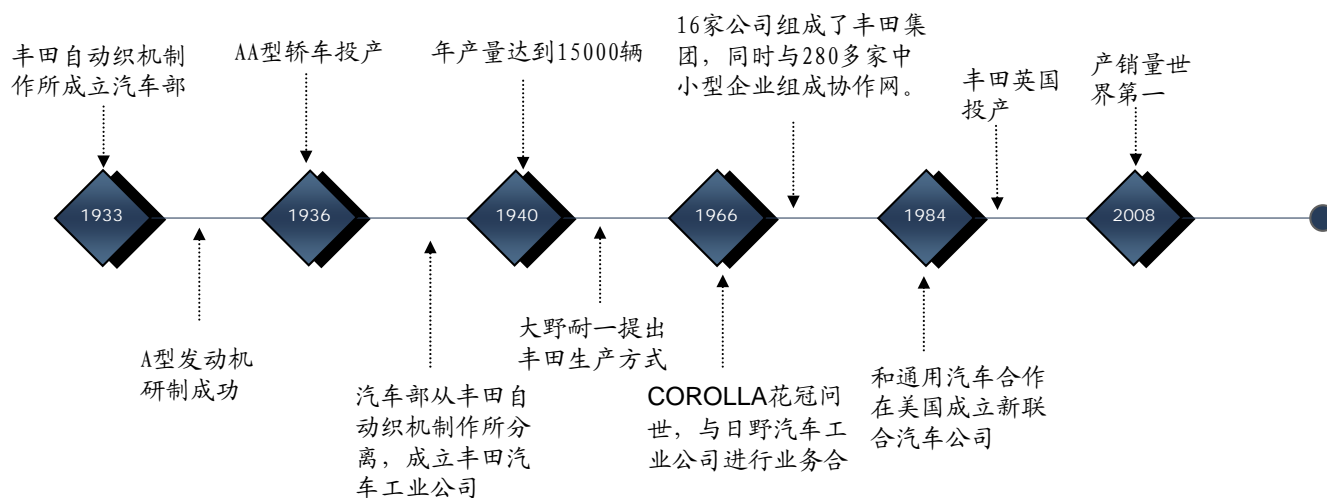 丰田自动织机制
作所成立汽车部
AA型轿车投产
年产量达到15000辆
16家公司组成了丰田集
团，同时与280多家中
小型企业组成协作网。
丰田英国
投产
产销量世
界第一
1933
1936
1940
1966
1984
2008
A型发动机
研制成功
汽车部从丰田自
动织机制作所分
离，成立丰田汽
车工业公司
大野耐一提出
丰田生产方式
COROLLA花冠问
世，与日野汽车工
业公司进行业务合
和通用汽车合作
在美国成立新联
合汽车公司